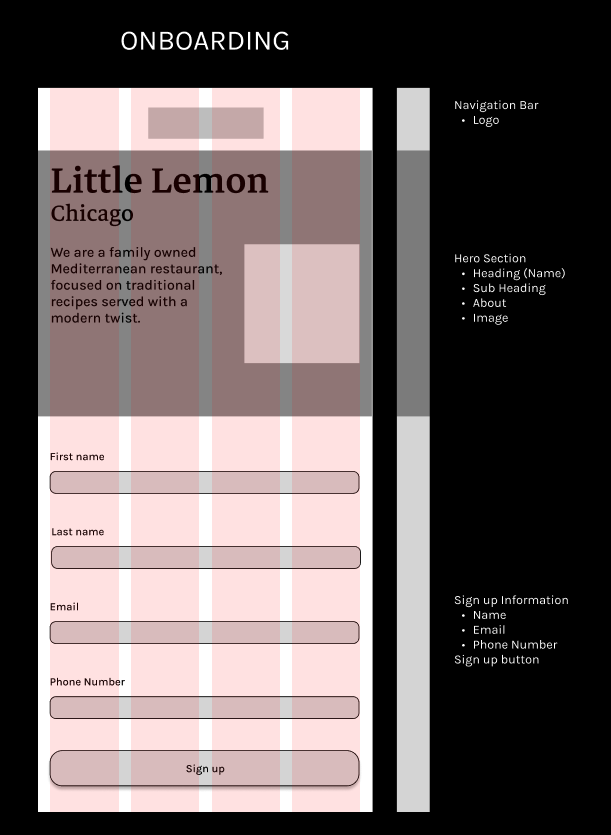 ONBOARDING
Little Lemon
Chicago
We are a family owned
Mediterranean restaurant,
focused on traditional
recipes served with a
modern twist.
First name
Last name
Email
Phone Number
Sign up
Navigation Bar
• Logo
Hero Section
• Heading (Name)
• Sub Heading
• About
• Image
Sign up Information
• Name
• Email
• Phone Number
Sign up button